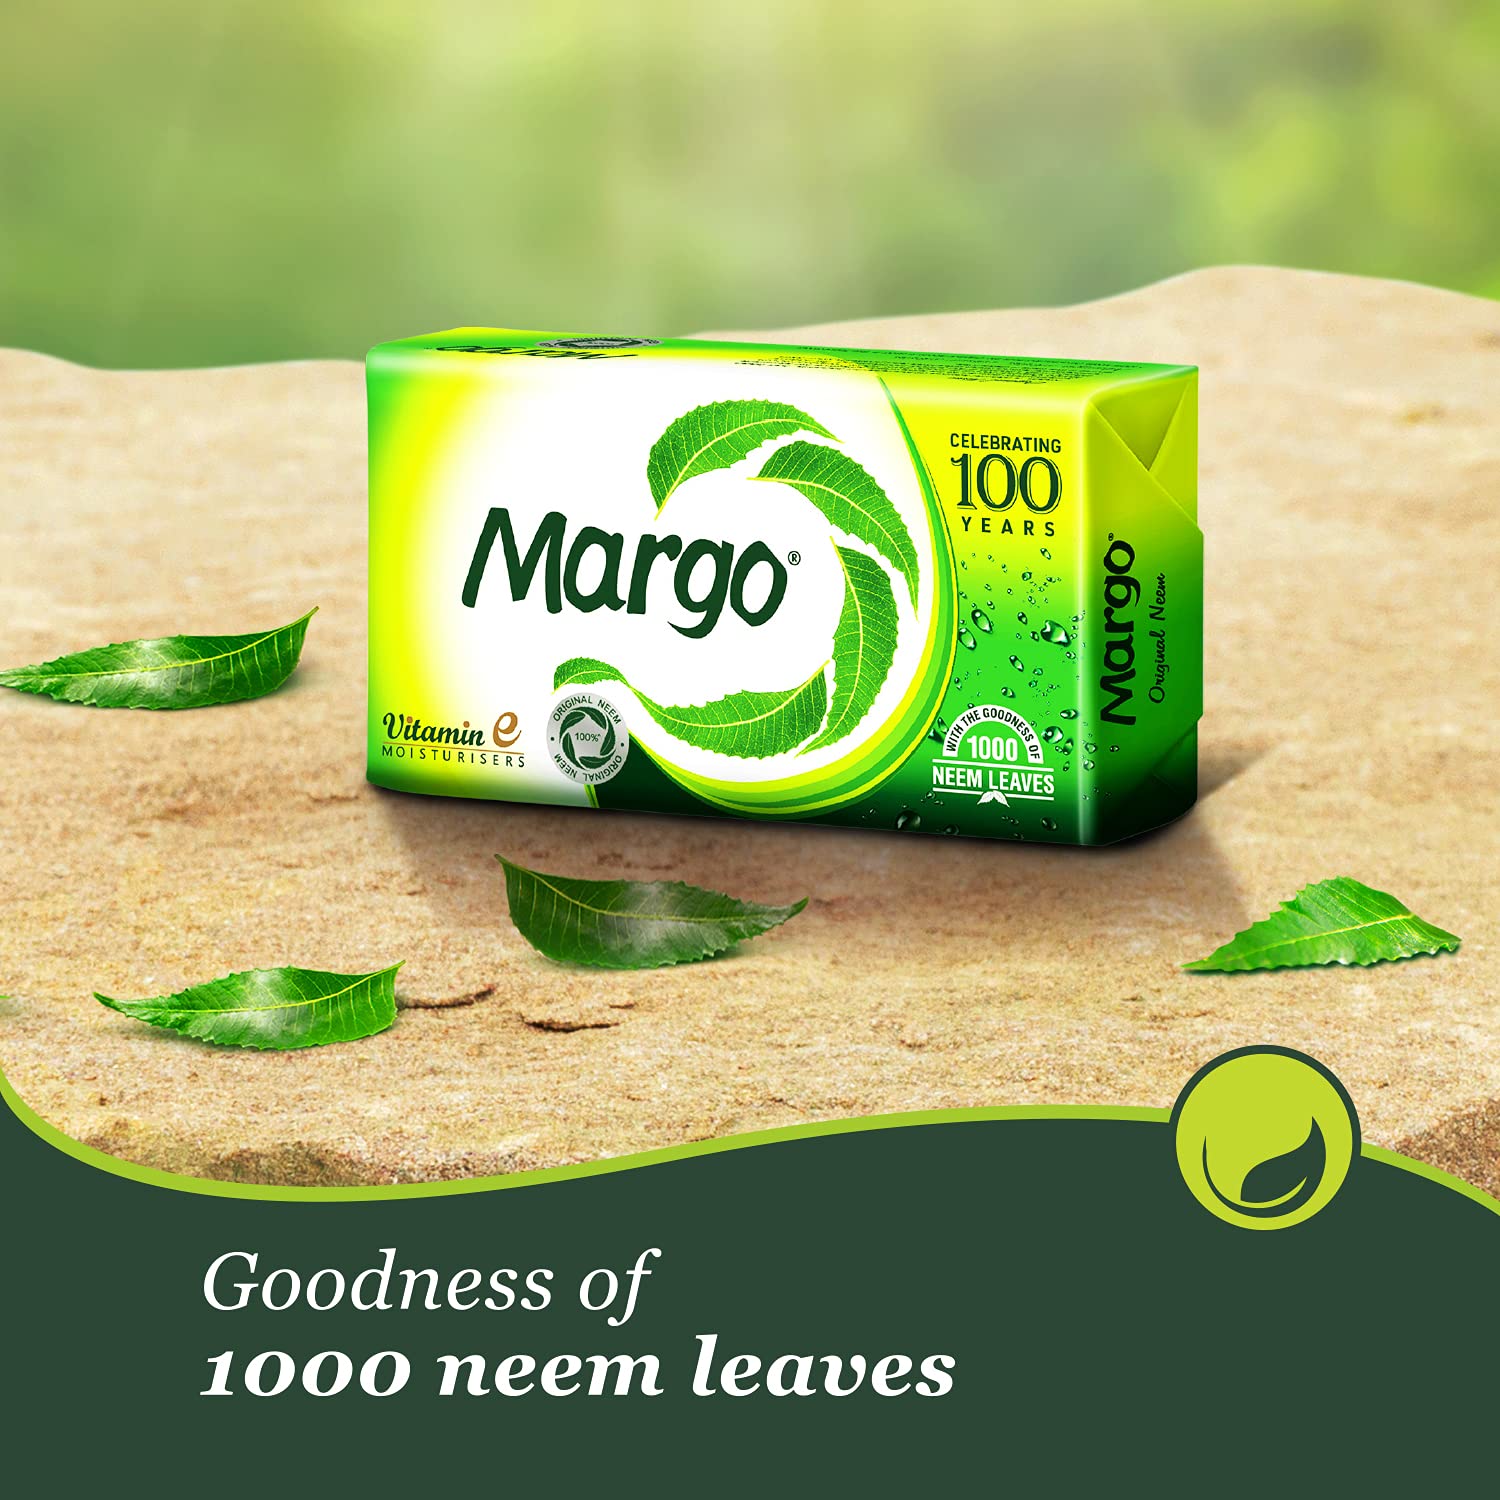 Margo
Margo®
CELEBRATING
100
YEARS
Vitamin e
MOISTURISERS
ORIGINAL NEEM
100%*
ORIGINAL NEEM
WITH THE GOODNESS OF
1000
NEEM LEAVES
Margo®
Original Neem
Goodness of
1000 neem leaves